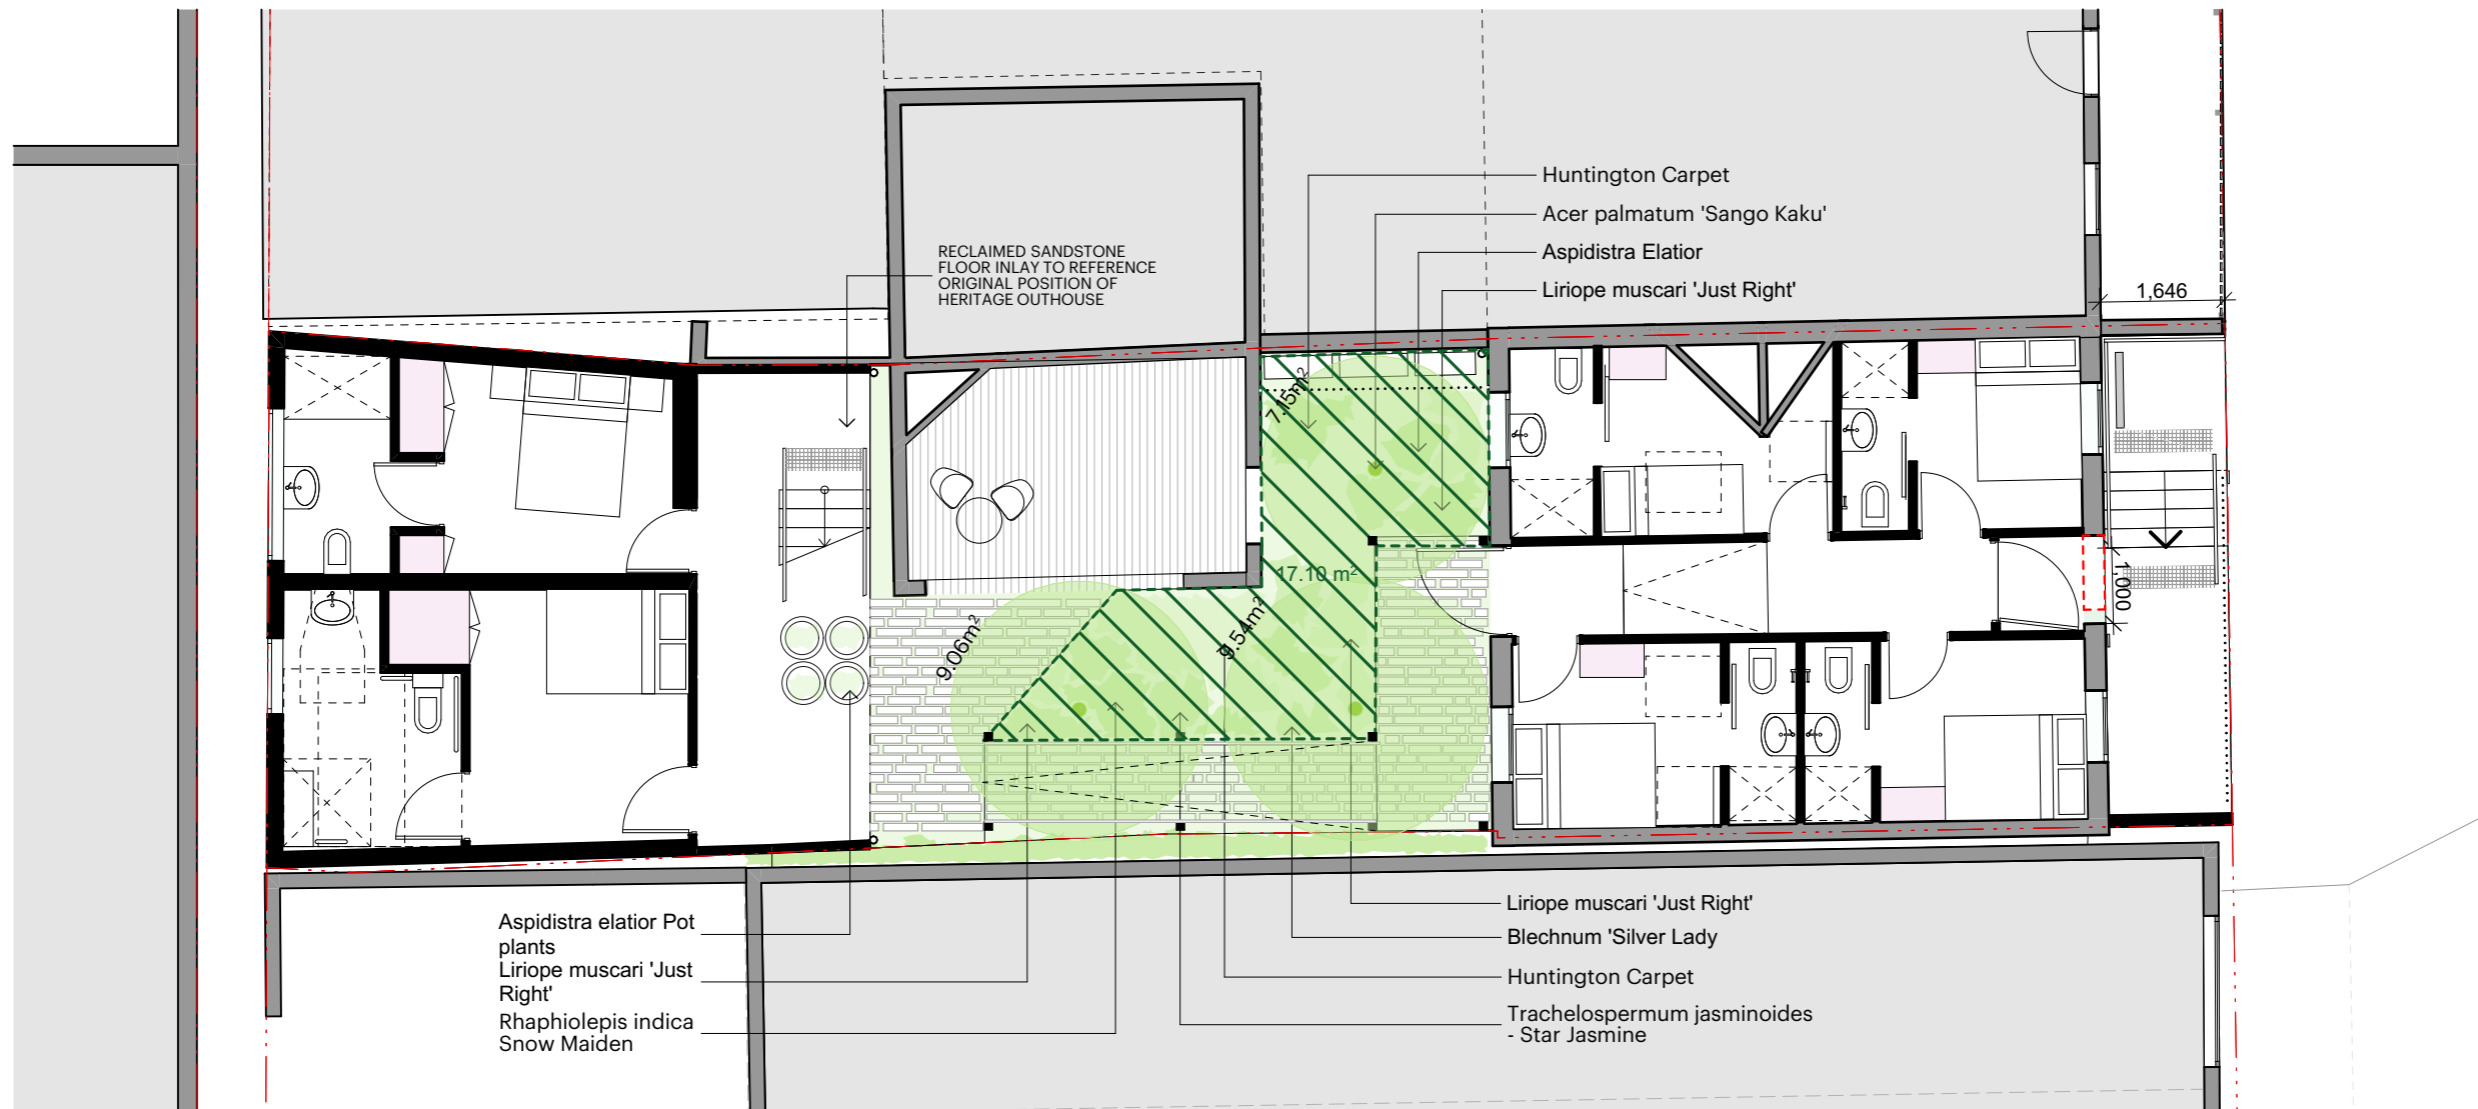 Huntington Carpet
Acer palmatum 'Sango Kaku'
Aspidistra Elatior
Liriope muscari 'Just Right'
RECLAIMED SANDSTONE
FLOOR INLAY TO REFERENCE
ORIGINAL POSITION OF
HERITAGE OUTHOUSE
1,646
7.15m²
17.10 m²
1,000
9.06m²
9.54m²
Aspidistra elatior Pot
plants
Liriope muscari 'Just
Right'
Rhaphiolepis indica
Snow Maiden
Liriope muscari 'Just Right'
Blechnum 'Silver Lady
Huntington Carpet
Trachelospermum jasminoides
- Star Jasmine